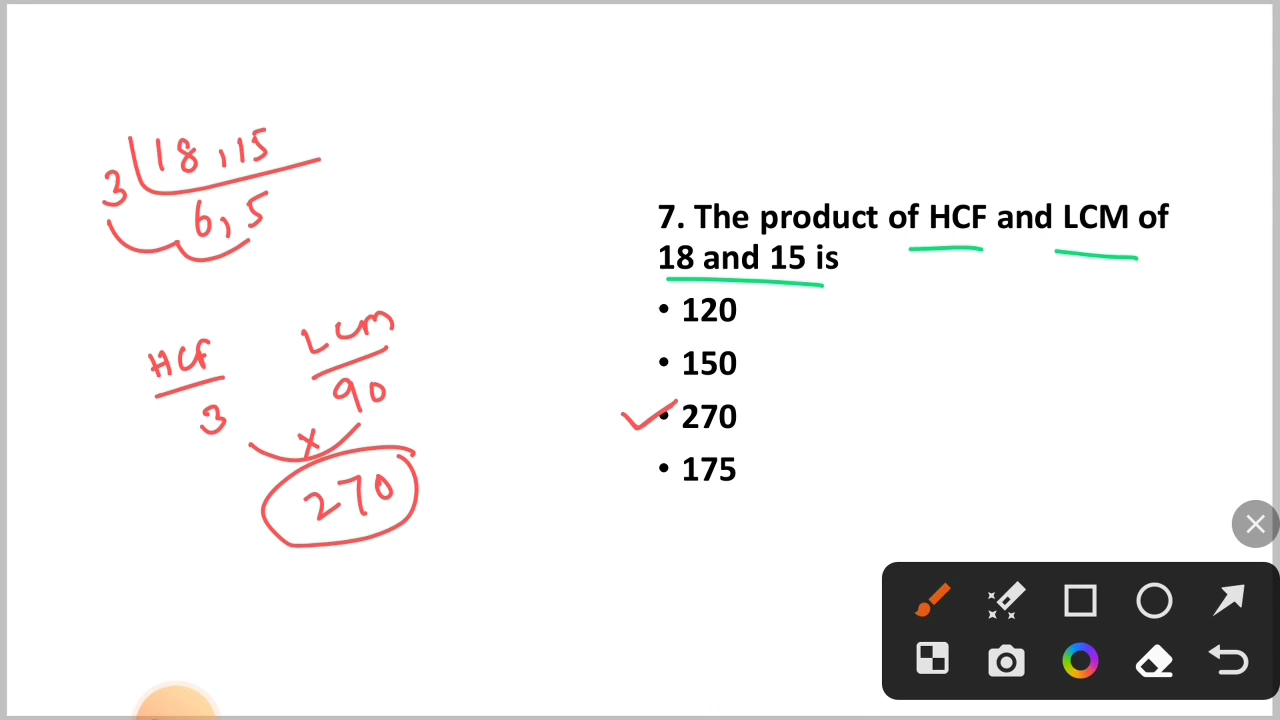 3 18, 15
6, 5
HCF
3
LCM
90
×
270
7. The product of HCF and LCM of
18 and 15 is
• 120
• 150
• 270
• 175